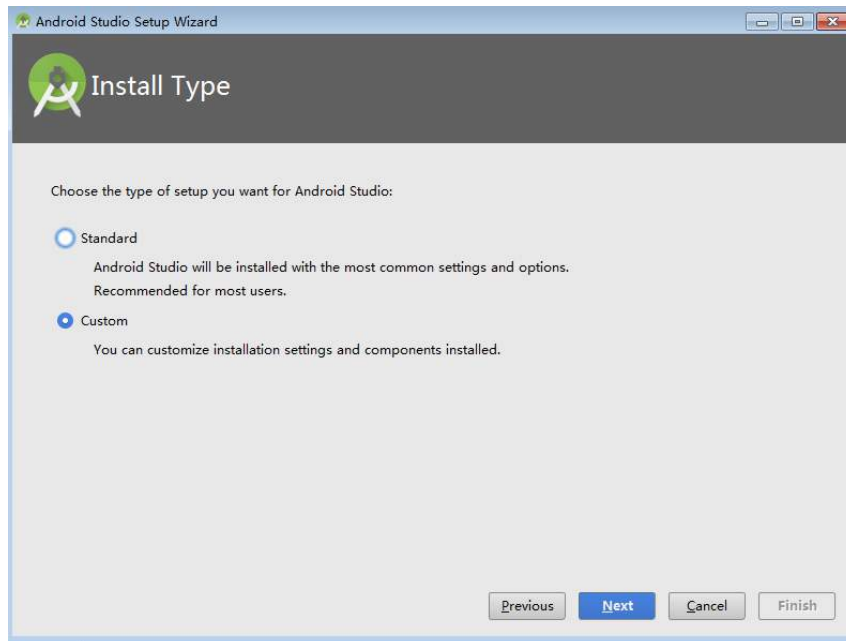 Android Studio Setup Wizard
Install Type
Choose the type of setup you want for Android Studio:
Standard
Android Studio will be installed with the most common settings and options.
Recommended for most users.
Custom
You can customize installation settings and components installed.
Previous
Next
Cancel
Finish